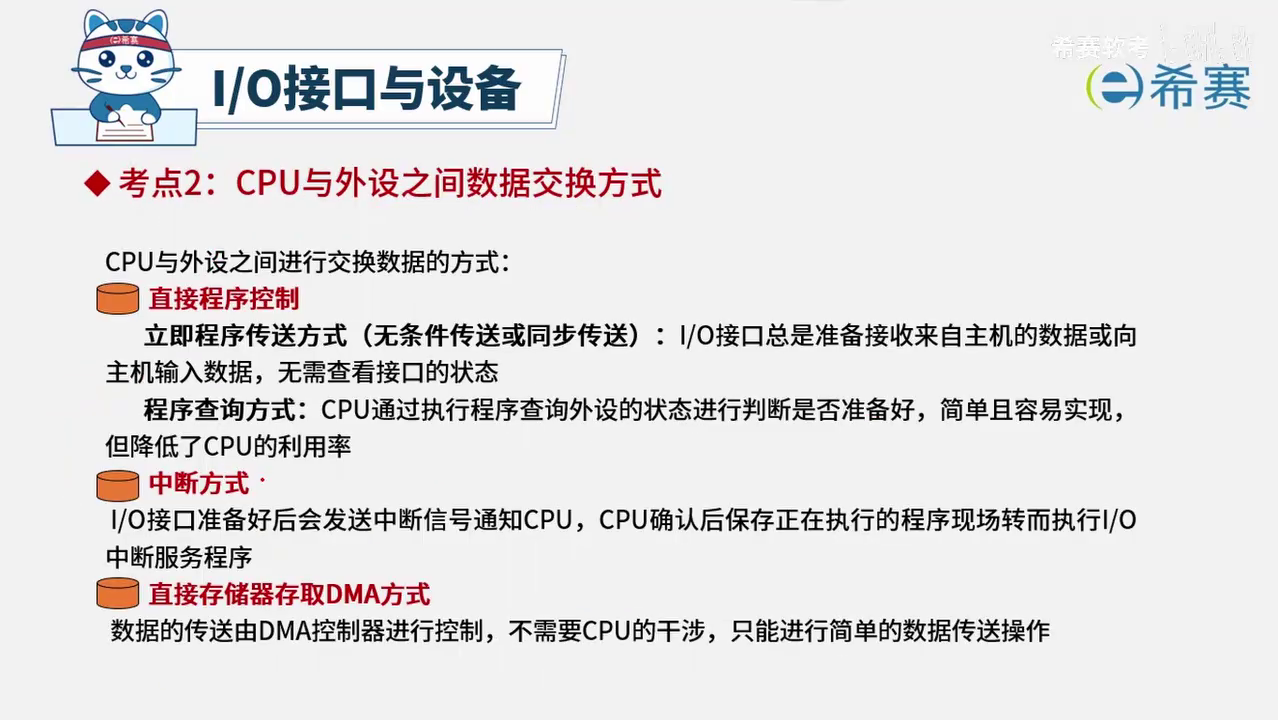 希赛
I/O接口与设备
希赛软考
希赛
考点2：CPU与外设之间数据交换方式
CPU与外设之间进行交换数据的方式：
直接程序控制
立即程序传送方式（无条件传送或同步传送）：I/O接口总是准备接收来自主机的数据或向
主机输入数据，无需查看接口的状态
程序查询方式：CPU通过执行程序查询外设的状态进行判断是否准备好，简单且容易实现，
但降低了CPU的利用率
中断方式
I/O接口准备好后会发送中断信号通知CPU，CPU确认后保存正在执行的程序现场转而执行I/O
中断服务程序
直接存储器存取DMA方式
数据的传送由DMA控制器进行控制，不需要CPU的干涉，只能进行简单的数据传送操作